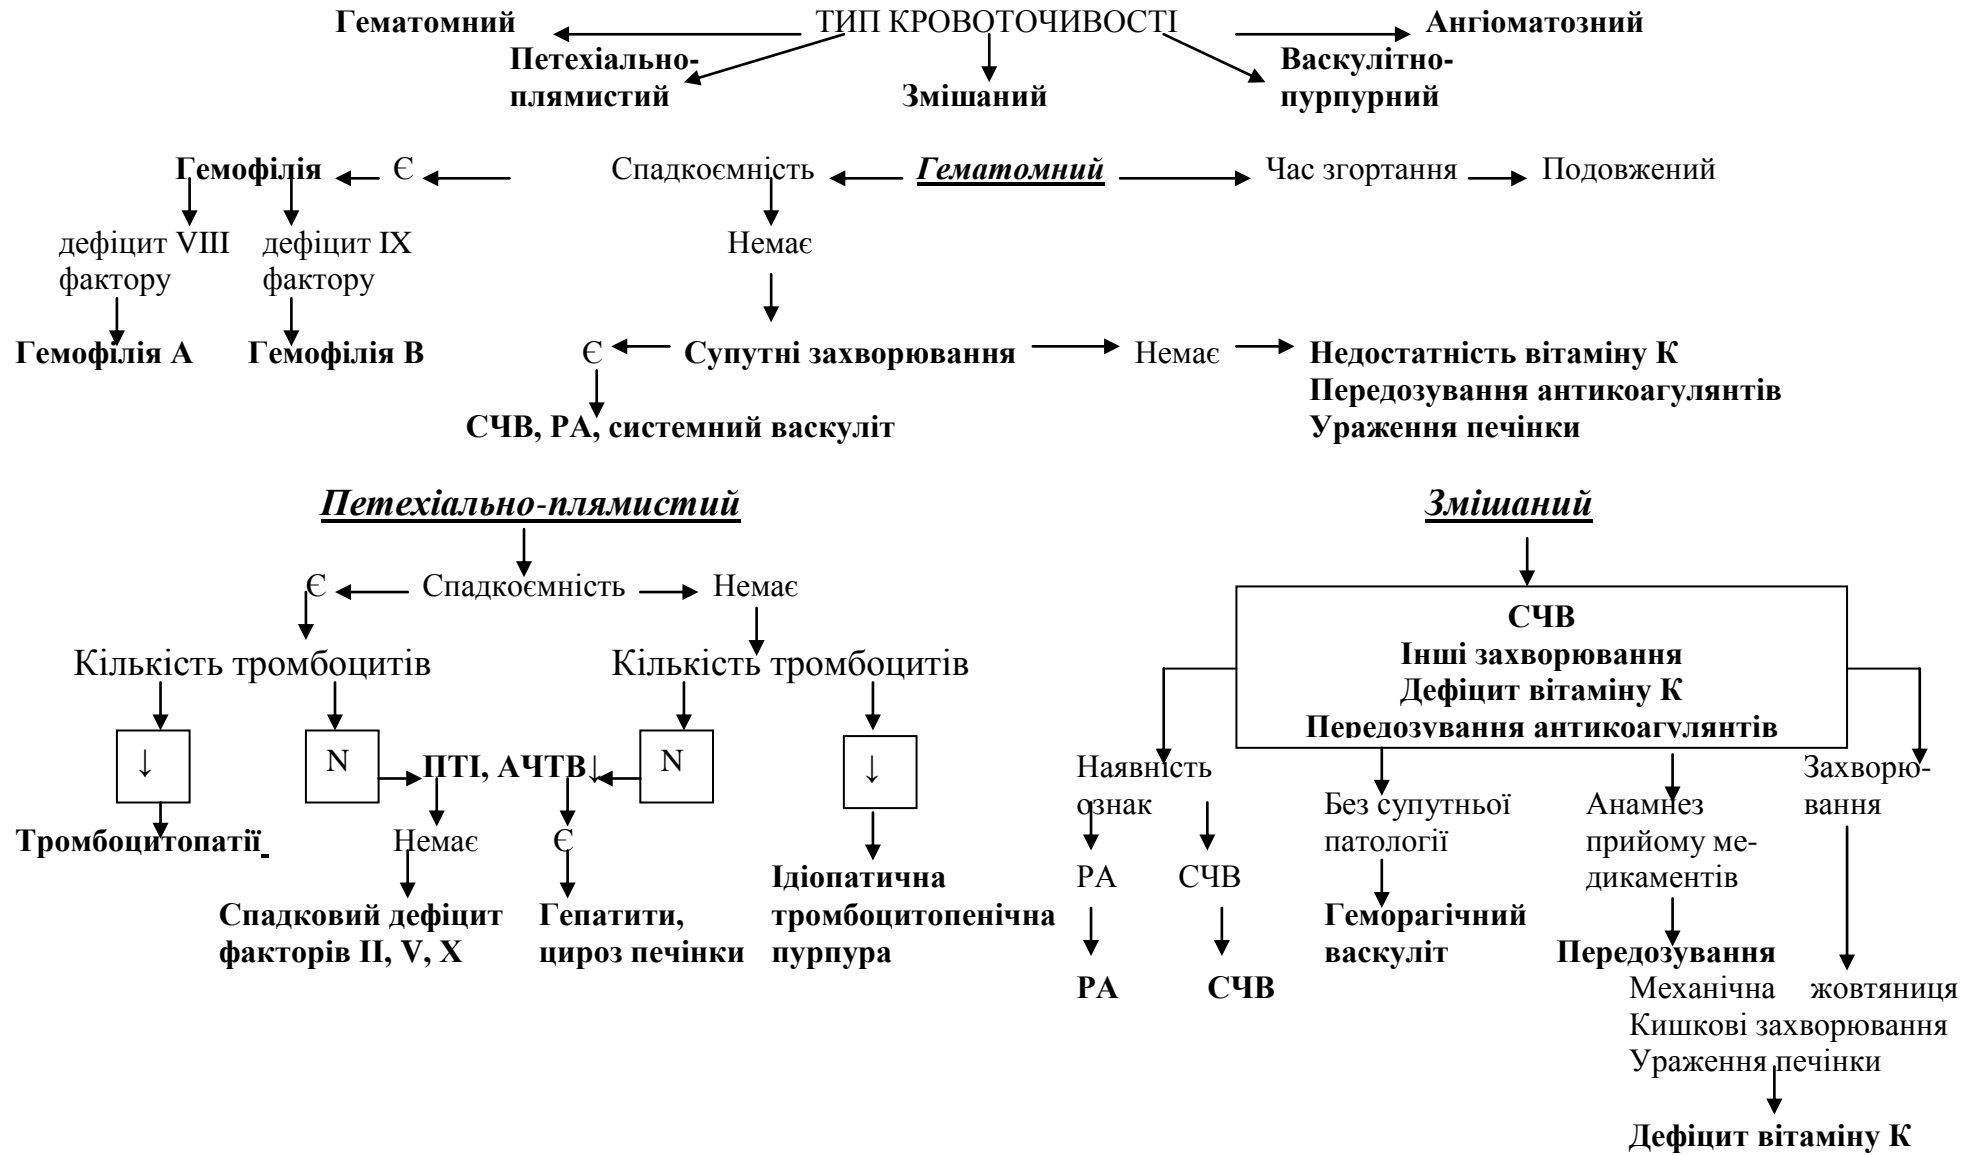 Гематомний ТИП КРОВОТОЧИВОСТІ Ангіоматозний
Петехіально- Васкулітно-
плямистий Змішаний пурпурний
Гемофілія Є Спадкоємність Гематомний Час згортання Подовжений
дефіцит VIII дефіцит IX Немає
фактору фактору
Гемофілія А Гемофілія В Є Супутні захворювання Немає Недостатність вітаміну К
Передозування антикоагулянтів
СЧВ, РА, системний васкуліт Ураження печінки
Петехіально-плямистий Змішаний
Є Спадкоємність Немає
СЧВ
Інші захворювання
Дефіцит вітаміну К
Передозування антикоагулянтів
Кількість тромбоцитів Кількість тромбоцитів
↓ N ПТІ, АЧТВ↓ N ↓
Тромбоцитопатії Немає Є
Спадковий дефіцит
факторів II, V, X
Гепатити,
цироз печінки
Ідіопатична
тромбоцитопенічна
пурпура
Наявність
ознак
РА СЧВ
РА СЧВ
Без супутньої
патології
Геморагічний
васкуліт
Анамнез
прийому ме-
дикаментів
Передозування
Захворю-
вання
Механічна жовтяниця
Кишкові захворювання
Ураження печінки
Дефіцит вітаміну К